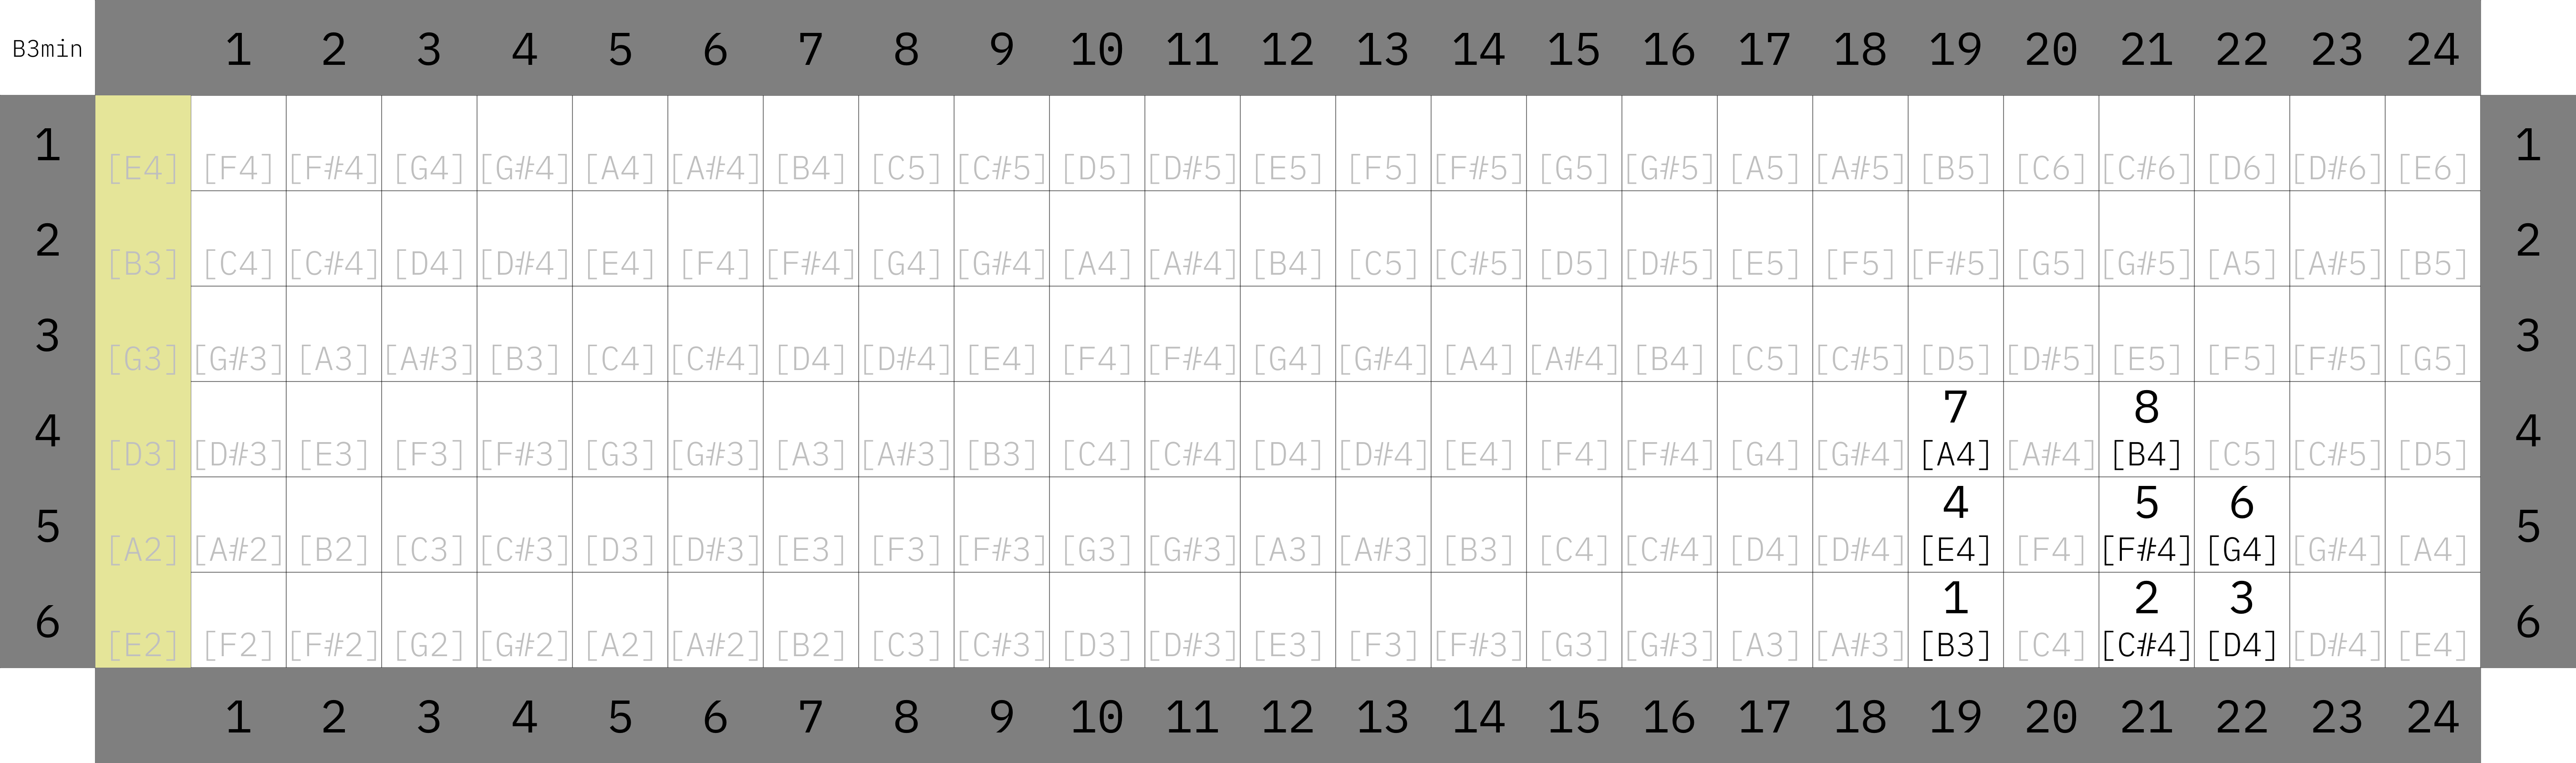 B3min 1 2 3 4 5 6 7 8 9 10 11 12 13 14 15 16 17 18 19 20 21 22 23 24
1 [E4] [F4] [F#4] [G4] [G#4] [A4] [A#4] [B4] [C5] [C#5] [D5] [D#5] [E5] [F5] [F#5] [G5] [G#5] [A5] [A#5] [B5] [C6] [C#6] [D6] [D#6] [E6] 1
2 [B3] [C4] [C#4] [D4] [D#4] [E4] [F4] [F#4] [G4] [G#4] [A4] [A#4] [B4] [C5] [C#5] [D5] [D#5] [E5] [F5] [F#5] [G5] [G#5] [A5] [A#5] [B5] 2
3 [G3] [G#3] [A3] [A#3] [B3] [C4] [C#4] [D4] [D#4] [E4] [F4] [F#4] [G4] [G#4] [A4] [A#4] [B4] [C5] [C#5] [D5] [D#5] [E5] [F5] [F#5] [G5] 3
7 8
4 [D3] [D#3] [E3] [F3] [F#3] [G3] [G#3] [A3] [A#3] [B3] [C4] [C#4] [D4] [D#4] [E4] [F4] [F#4] [G4] [G#4] [A4] [A#4] [B4] [C5] [C#5] [D5] 4
4 5 6
5 [A2] [A#2] [B2] [C3] [C#3] [D3] [D#3] [E3] [F3] [F#3] [G3] [G#3] [A3] [A#3] [B3] [C4] [C#4] [D4] [D#4] [E4] [F4] [F#4] [G4] [G#4] [A4] 5
1 2 3
6 [E2] [F2] [F#2] [G2] [G#2] [A2] [A#2] [B2] [C3] [C#3] [D3] [D#3] [E3] [F3] [F#3] [G3] [G#3] [A3] [A#3] [B3] [C4] [C#4] [D4] [D#4] [E4] 6
1 2 3 4 5 6 7 8 9 10 11 12 13 14 15 16 17 18 19 20 21 22 23 24